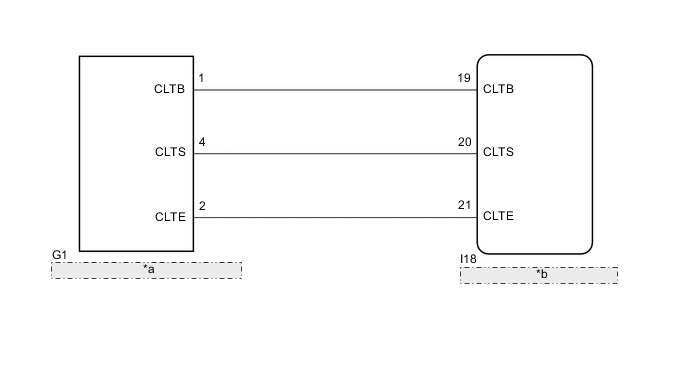 CLTB 1 19 CLTB
CLTS 4 20 CLTS
CLTE 2 21 CLTE
G1 I18
*a *b